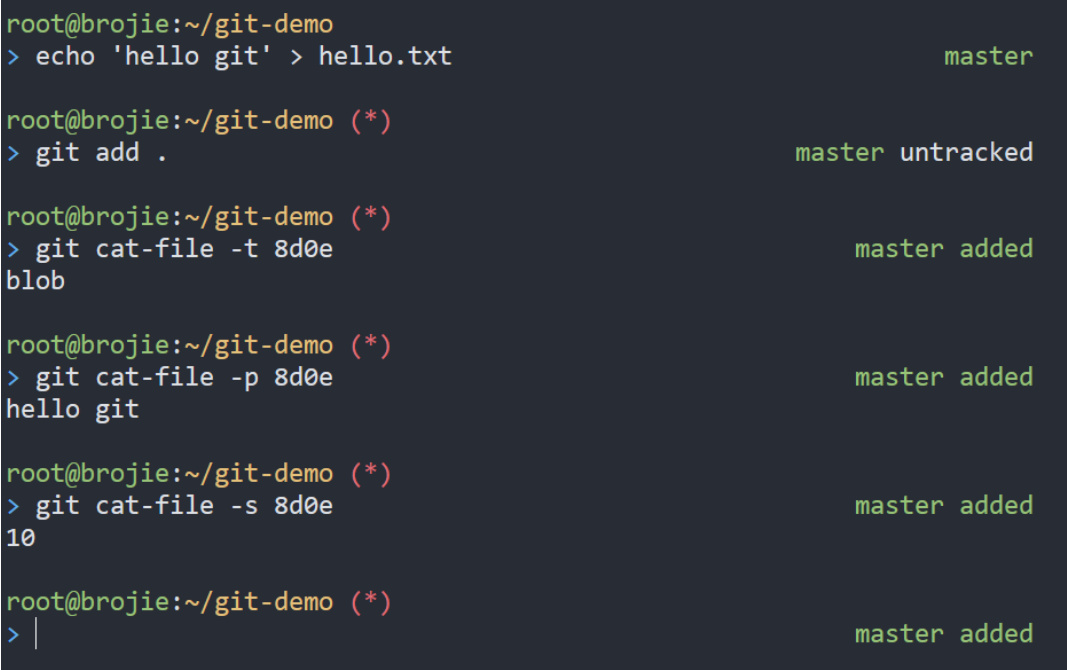 root@brojie:~/git-demo
> echo 'hello git' > hello.txt master
root@brojie:~/git-demo (*)
> git add . master untracked
root@brojie:~/git-demo (*)
> git cat-file -t 8d0e master added
blob
root@brojie:~/git-demo (*)
> git cat-file -p 8d0e master added
hello git
root@brojie:~/git-demo (*)
> git cat-file -s 8d0e master added
10
root@brojie:~/git-demo (*)
> master added